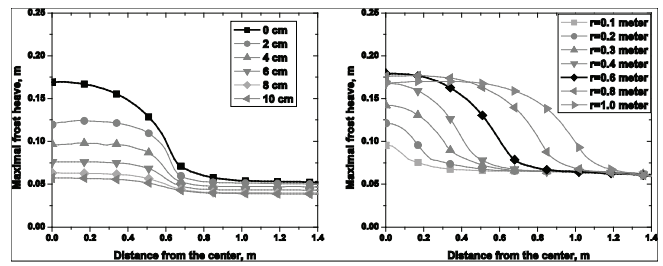 0.25
0.20
0.15
0.10
0.05
0.00
Maximal frost heave, m
0 cm
2 cm
4 cm
6 cm
8 cm
10 cm
0.0 0.2 0.4 0.6 0.8 1.0 1.2 1.4
Distance from the center, m
0.25
0.20
0.15
0.10
0.05
0.00
Maximal frost heave, m
r=0.1 meter
r=0.2 meter
r=0.3 meter
r=0.4 meter
r=0.6 meter
r=0.8 meter
r=1.0 meter
0.0 0.2 0.4 0.6 0.8 1.0 1.2 1.4
Distance from the center, m